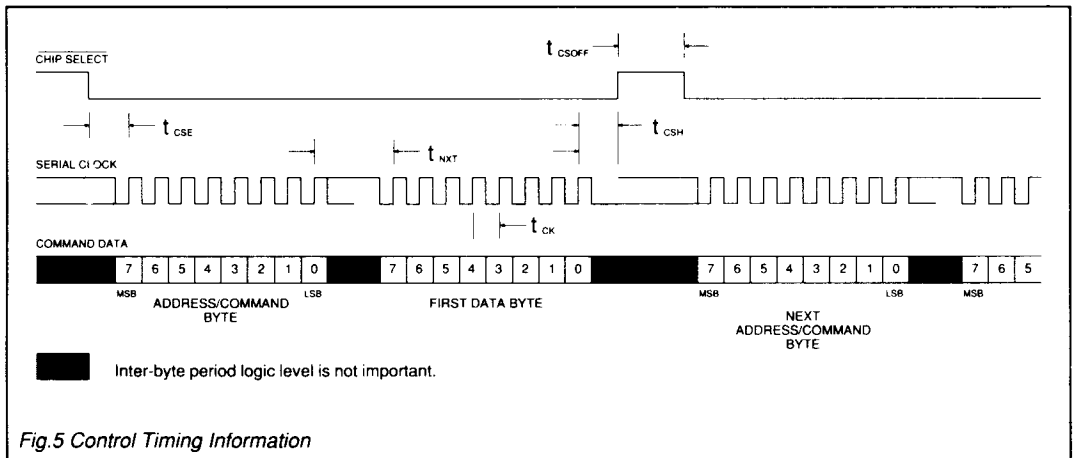 t CSOFF
CHIP SELECT
t CSE
t CSH
t NXT
SERIAL CLOCK
t CK
COMMAND DATA
7 6 5 4 3 2 1 0 7 6 5 4 3 2 1 0 7 6 5 4 3 2 1 0 7 6 5
MSB LSB MSB LSB MSB
ADDRESS/COMMAND
BYTE
FIRST DATA BYTE
NEXT
ADDRESS/COMMAND
BYTE
Inter-byte period logic level is not important.
Fig.5 Control Timing Information